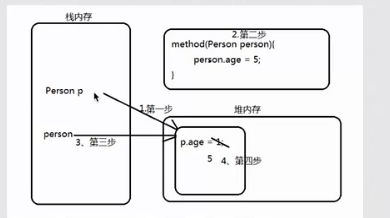 栈内存
2.第二步
method(Person person){
person.age = 5;
}
Person p
1.第一步
堆内存
person
3、第三步
p.age = 1;
5
4、第四步